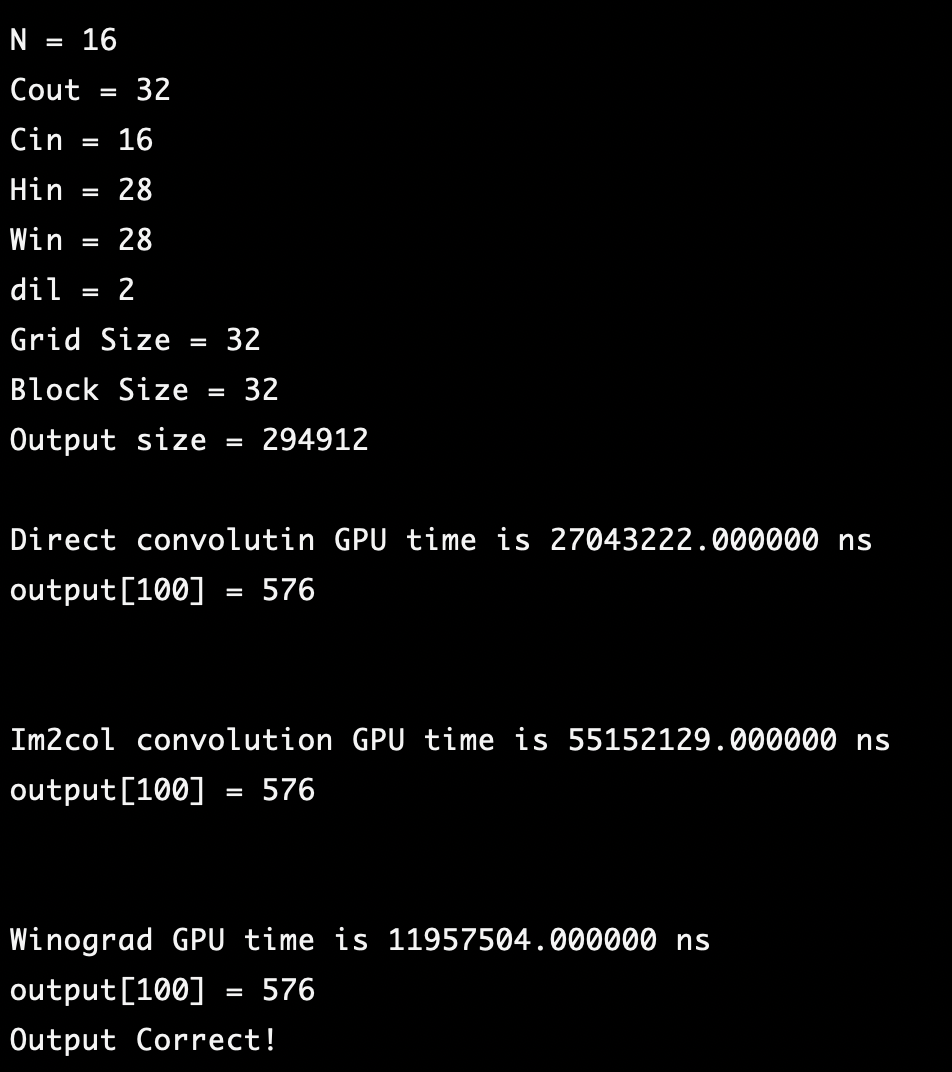 N = 16
Cout = 32
Cin = 16
Hin = 28
Win = 28
dil = 2
Grid Size = 32
Block Size = 32
Output size = 294912
Direct convolutin GPU time is 27043222.000000 ns
output[100] = 576
Im2col convolution GPU time is 55152129.000000 ns
output[100] = 576
Winograd GPU time is 11957504.000000 ns
output[100] = 576
Output Correct!